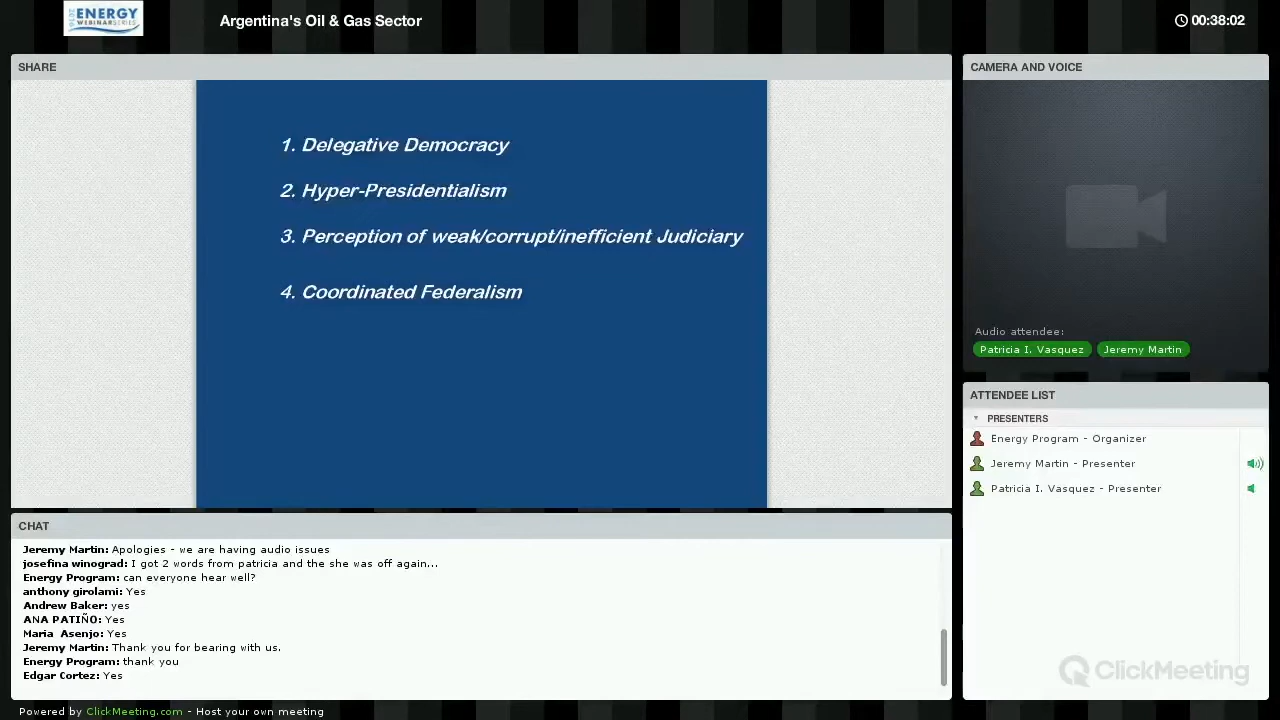 ENERGY
WEBINAR SERIES
Argentina's Oil & Gas Sector
00:38:02
SHARE
1. Delegative Democracy
2. Hyper-Presidentialism
3. Perception of weak/corrupt/inefficient Judiciary
4. Coordinated Federalism
CAMERA AND VOICE
Audio attendee:
Patricia I. Vasquez Jeremy Martin
ATTENDEE LIST
PRESENTERS
Energy Program - Organizer
Jeremy Martin - Presenter
Patricia I. Vasquez - Presenter
CHAT
Jeremy Martin: Apologies - we are having audio issues
josefina winograd: I got 2 words from patricia and the she was off again...
Energy Program: can everyone hear well?
anthony girolami: Yes
Andrew Baker: yes
ANA PATIÑO: Yes
Maria Asenjo: Yes
Jeremy Martin: Thank you for bearing with us.
Energy Program: thank you
Edgar Cortez: Yes
ClickMeeting
Powered by ClickMeeting.com - Host your own meeting